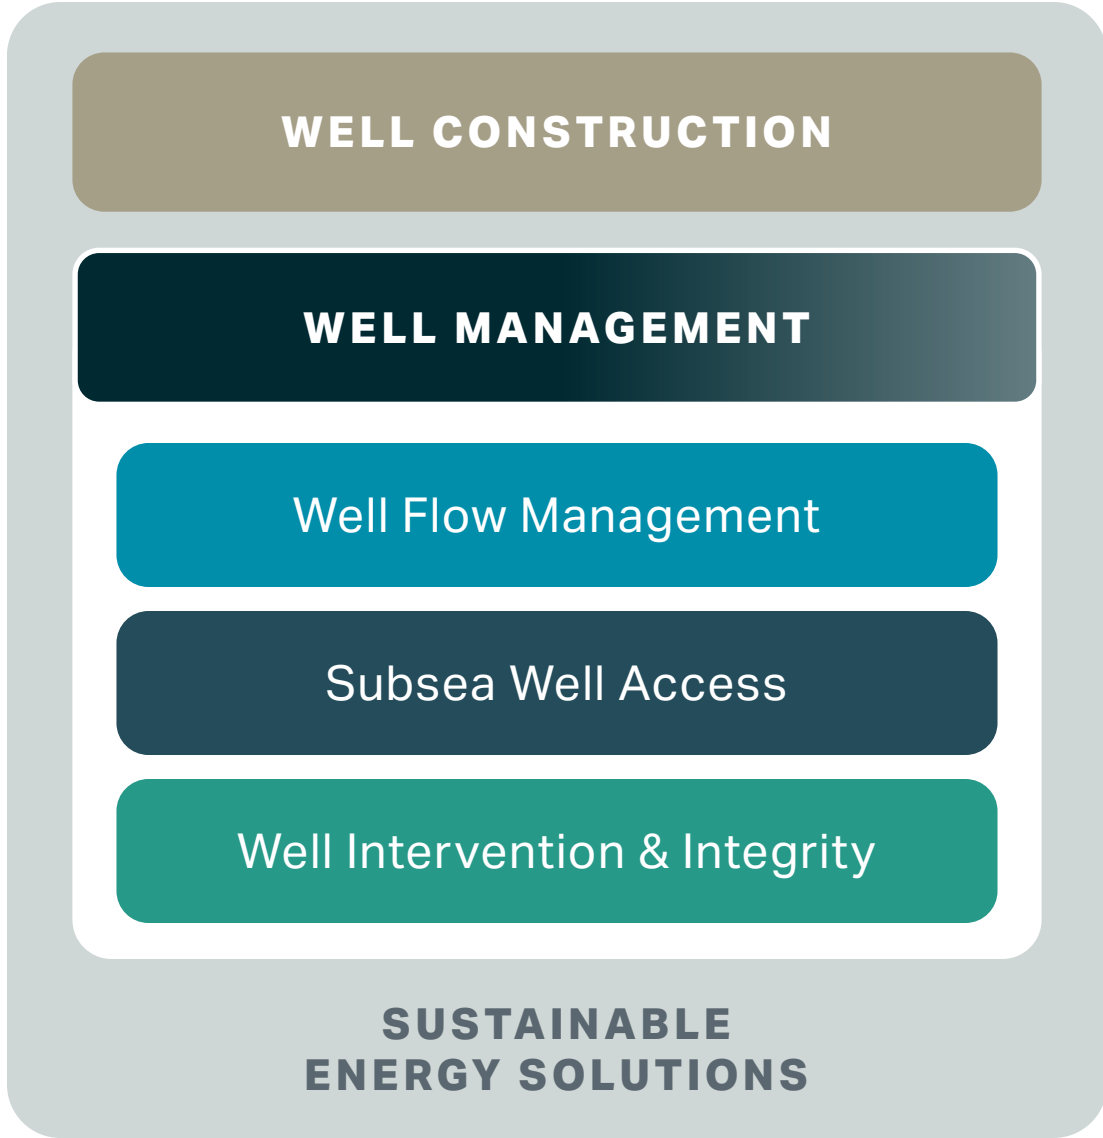 WELL CONSTRUCTION
WELL MANAGEMENT
Well Flow Management
Subsea Well Access
Well Intervention & Integrity
SUSTAINABLE
ENERGY SOLUTIONS